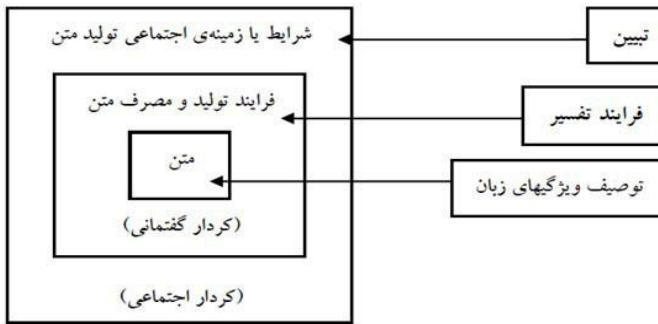 تبیین
شرایط یا زمینه‌ی اجتماعی تولید متن
فرایند تفسیر
فرایند تولید و مصرف متن
توصیف ویژگیهای زبان
متن
(کردار گفتمانی)
(کردار اجتماعی)